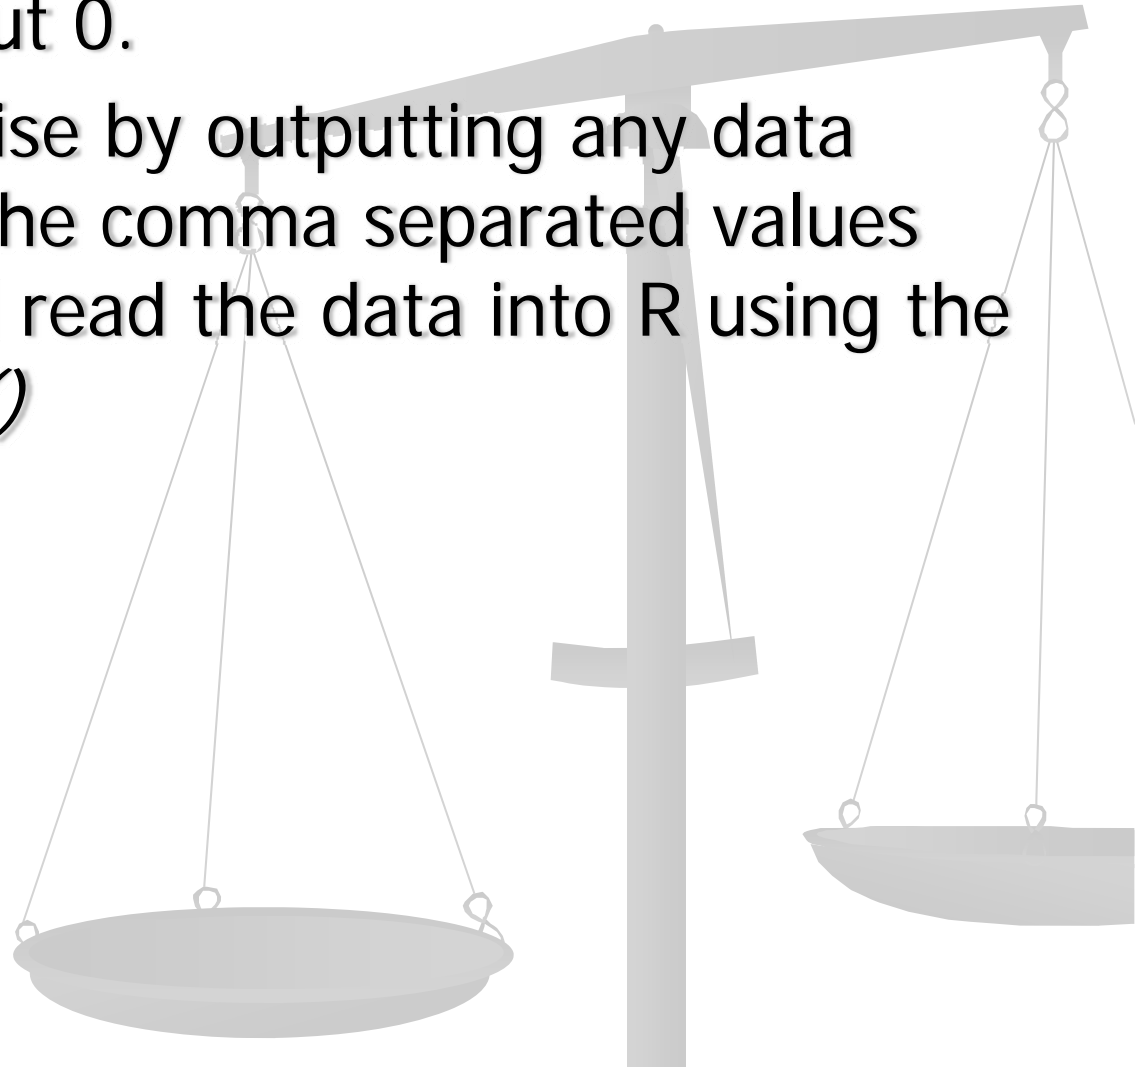 ut 0.
ise by outputting any data
he comma separated values
read the data into R using the
()